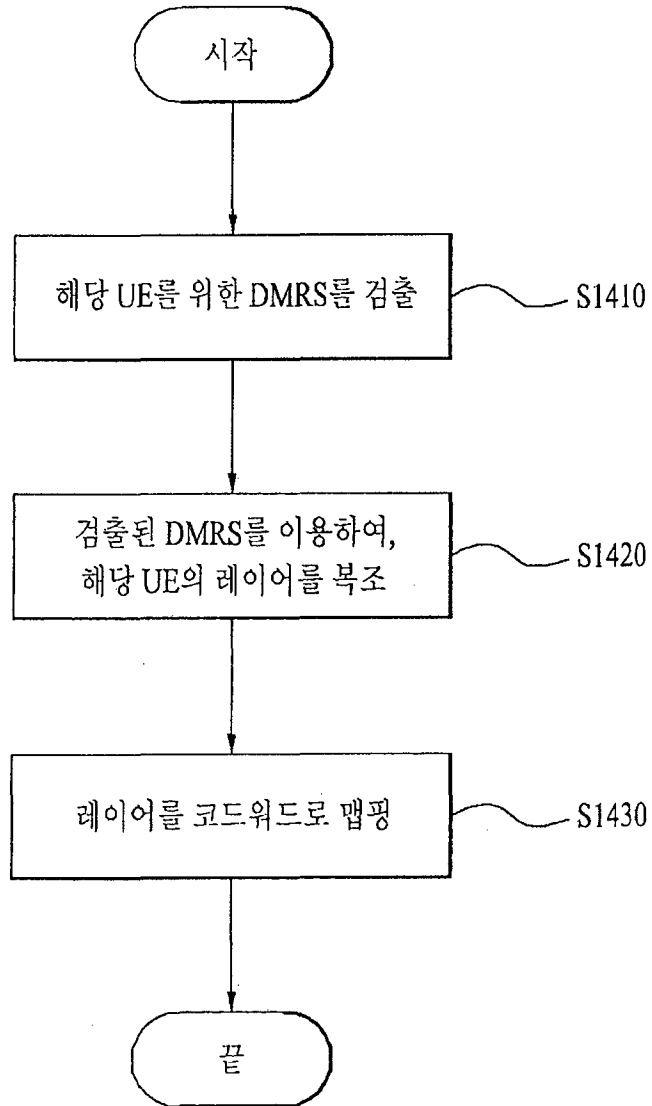 시작
해당 UE를 위한 DMRS를 검출
S1410
검출된 DMRS를 이용하여,
해당 UE의 레이어를 복조
S1420
레이어를 코드워드로 맵핑
S1430
끝